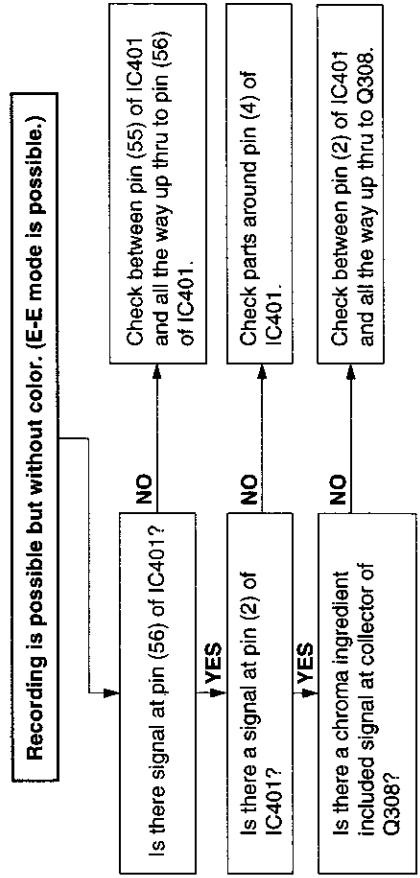 Recording is possible but without color. (E-E mode is possible.)
Is there signal at pin (56) of IC401?
NO
Check between pin (55) of IC401
and all the way up thru to pin (56)
of IC401.
YES
Is there a signal at pin (2) of
IC401?
NO
Check parts around pin (4) of
IC401.
YES
Is there a chroma ingredient
included signal at collector of
Q308?
NO
Check between pin (2) of IC401
and all the way up thru to Q308.